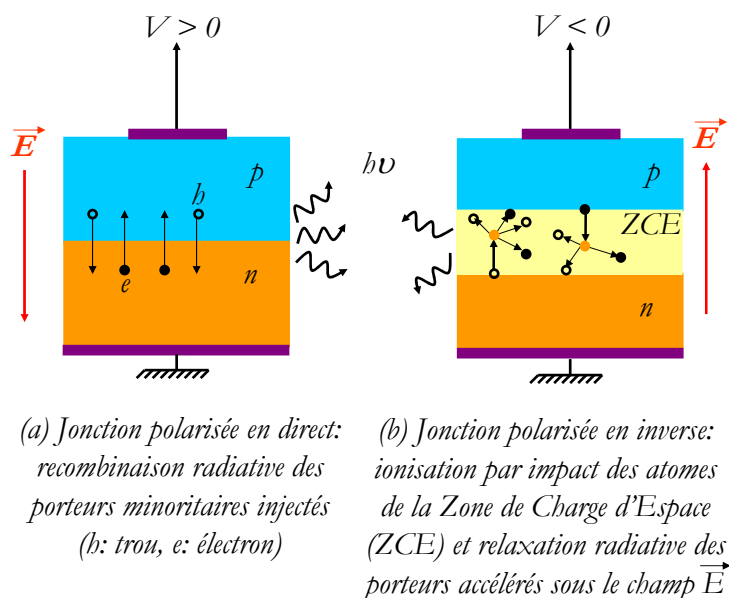 V > 0
V < 0
E
p
h
e
n
hυ
E
p
ZCE
n
(a) Jonction polarisée en direct:
recombinaison radiative des
porteurs minoritaires injectés
(h: trou, e: électron)
(b) Jonction polarisée en inverse:
ionisation par impact des atomes
de la Zone de Charge d'Espace
(ZCE) et relaxation radiative des
porteurs accélérés sous le champ E